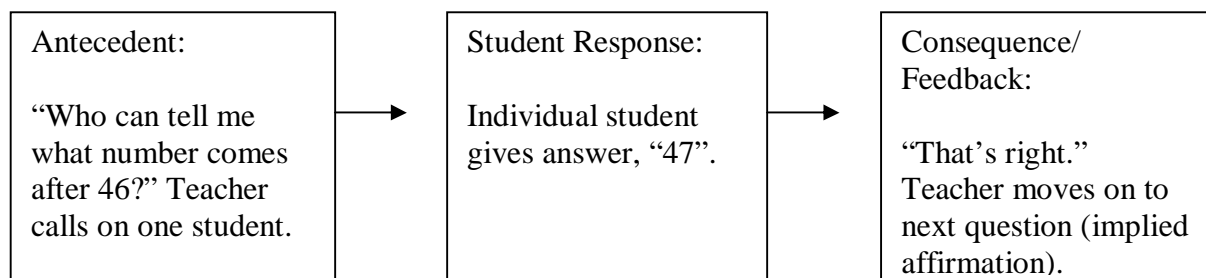 Antecedent:
“Who can tell me
what number comes
after 46?” Teacher
calls on one student.
Student Response:
Individual student
gives answer, “47”.
Consequence/
Feedback:
“That’s right.”
Teacher moves on to
next question (implied
affirmation).